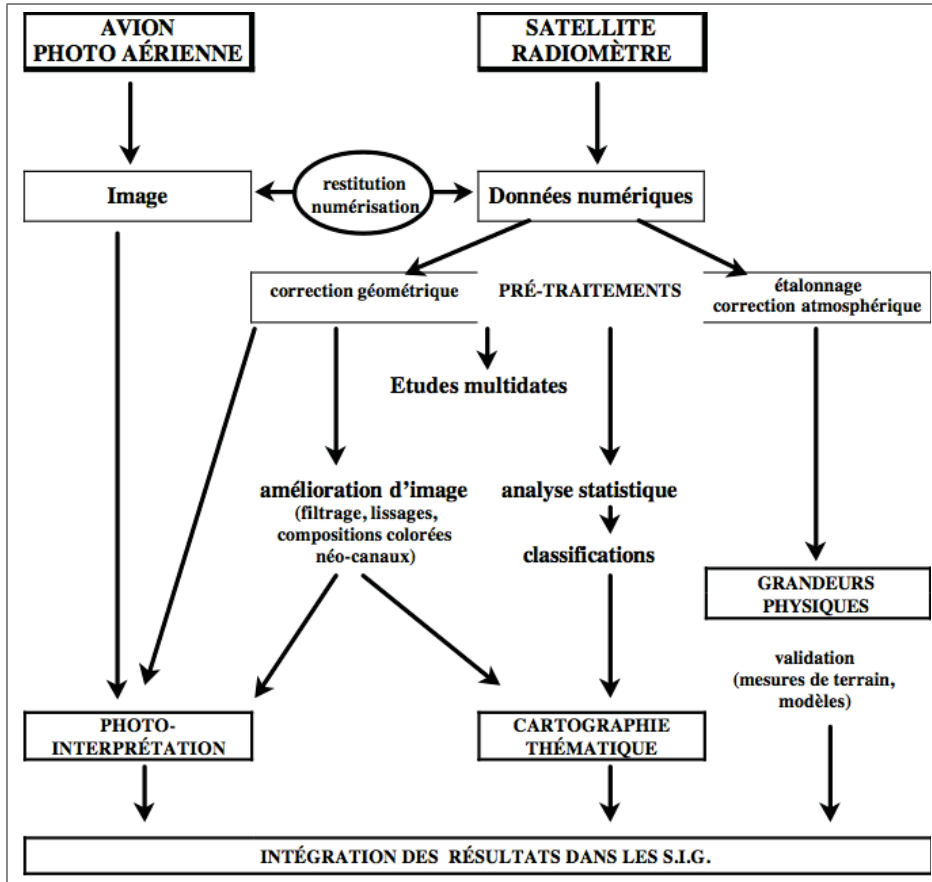 AVION
PHOTO AÉRIENNE
SATELLITE
RADIOMÈTRE
Image
restitution
numérisation
Données numériques
correction géométrique
PRÉ-TRAITEMENTS
étalonnage
correction atmosphérique
Etudes multidates
amélioration d’image
(filtrage, lissages,
compositions colorées
néo-canaux)
analyse statistique
classifications
GRANDEURS
PHYSIQUES
validation
(mesures de terrain,
modèles)
PHOTO-
INTERPRÉTATION
CARTOGRAPHIE
THÉMATIQUE
INTÉGRATION DES RÉSULTATS DANS LES S.I.G.